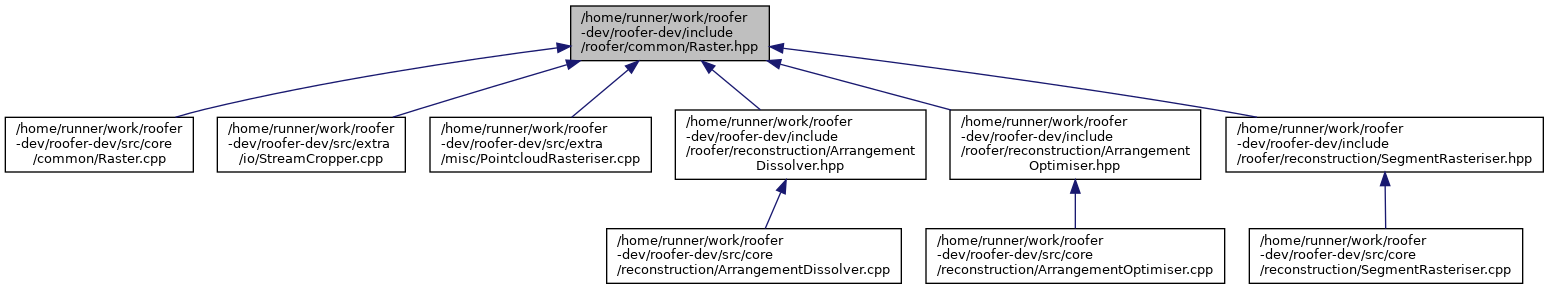 /home/runner/work/roofer
-dev/roofer-dev/include
/roofer/common/Raster.hpp
/home/runner/work/roofer
-dev/roofer-dev/src/core
/common/Raster.cpp
/home/runner/work/roofer
-dev/roofer-dev/src/extra
/io/StreamCropper.cpp
/home/runner/work/roofer
-dev/roofer-dev/src/extra
/misc/PointcloudRasteriser.cpp
/home/runner/work/roofer
-dev/roofer-dev/include
/roofer/reconstruction/Arrangement
Dissolver.hpp
/home/runner/work/roofer
-dev/roofer-dev/include
/roofer/reconstruction/Arrangement
Optimiser.hpp
/home/runner/work/roofer
-dev/roofer-dev/include
/roofer/reconstruction/SegmentRasteriser.hpp
/home/runner/work/roofer
-dev/roofer-dev/src/core
/reconstruction/ArrangementDissolver.cpp
/home/runner/work/roofer
-dev/roofer-dev/src/core
/reconstruction/ArrangementOptimiser.cpp
/home/runner/work/roofer
-dev/roofer-dev/src/core
/reconstruction/SegmentRasteriser.cpp